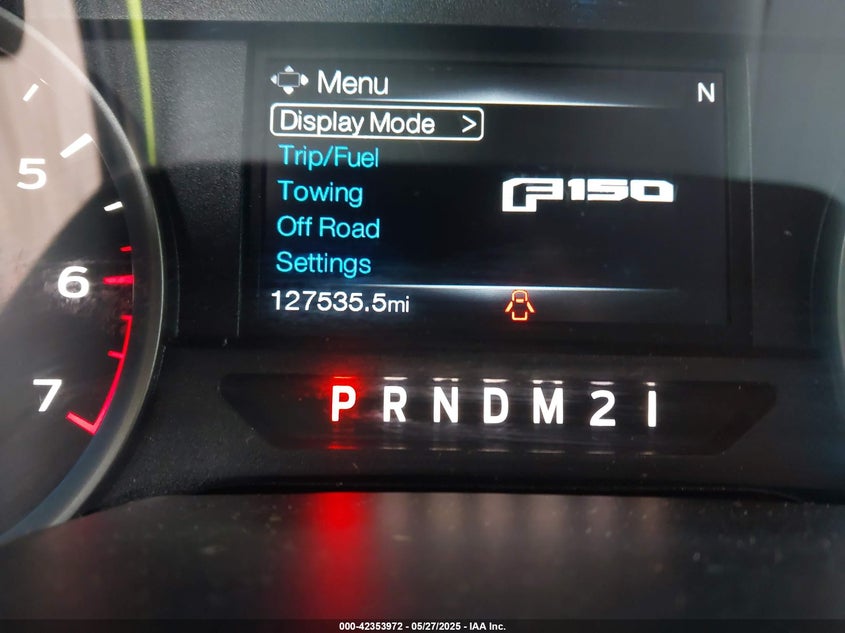 Menu
N
Display Mode >
Trip/Fuel
Towing
F150
Off Road
Settings
127535.5mi
5
6
7
P R N D M 2 1
000-42353972 - 05/27/2025 - IAA Inc.